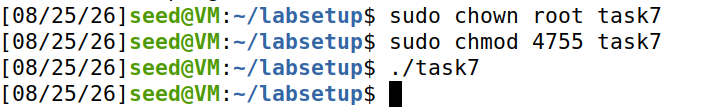 [08/25/26]seed@VM:~/labsetup$ sudo chown root task7
[08/25/26]seed@VM:~/labsetup$ sudo chmod 4755 task7
[08/25/26]seed@VM:~/labsetup$ ./task7
[08/25/26]seed@VM:~/labsetup$